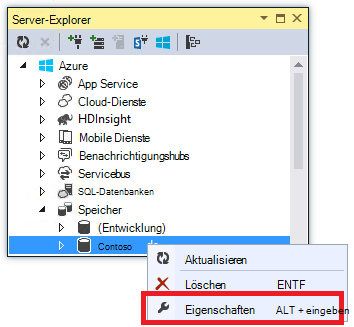 Server-Explorer
Azure
App Service
Cloud-Dienste
HDInsight
Mobile Dienste
Benachrichtigungshubs
Servicebus
SQL-Datenbanken
Speicher
(Entwicklung)
Contoso
Aktualisieren
Löschen ENTF
Eigenschaften ALT + eingeben